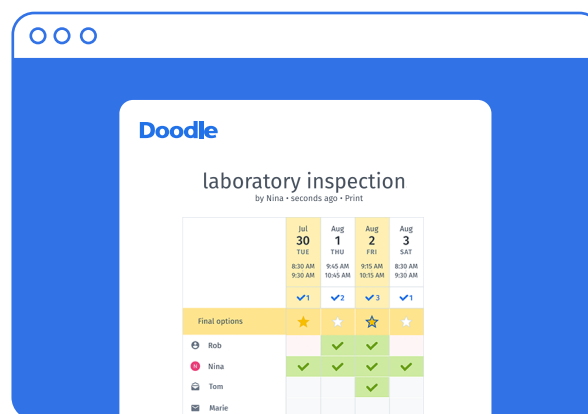 Doodle
laboratory inspection
by Nina • seconds ago • Print
Jul Aug Aug Aug
30 1 2 3
TUE THU FRI SAT
8:30 AM 9:45 AM 9:15 AM 8:30 AM
9:30 AM 10:45 AM 10:15 AM 9:30 AM
1 2 3 1
Final options
Rob
N Nina
Tom
Marie